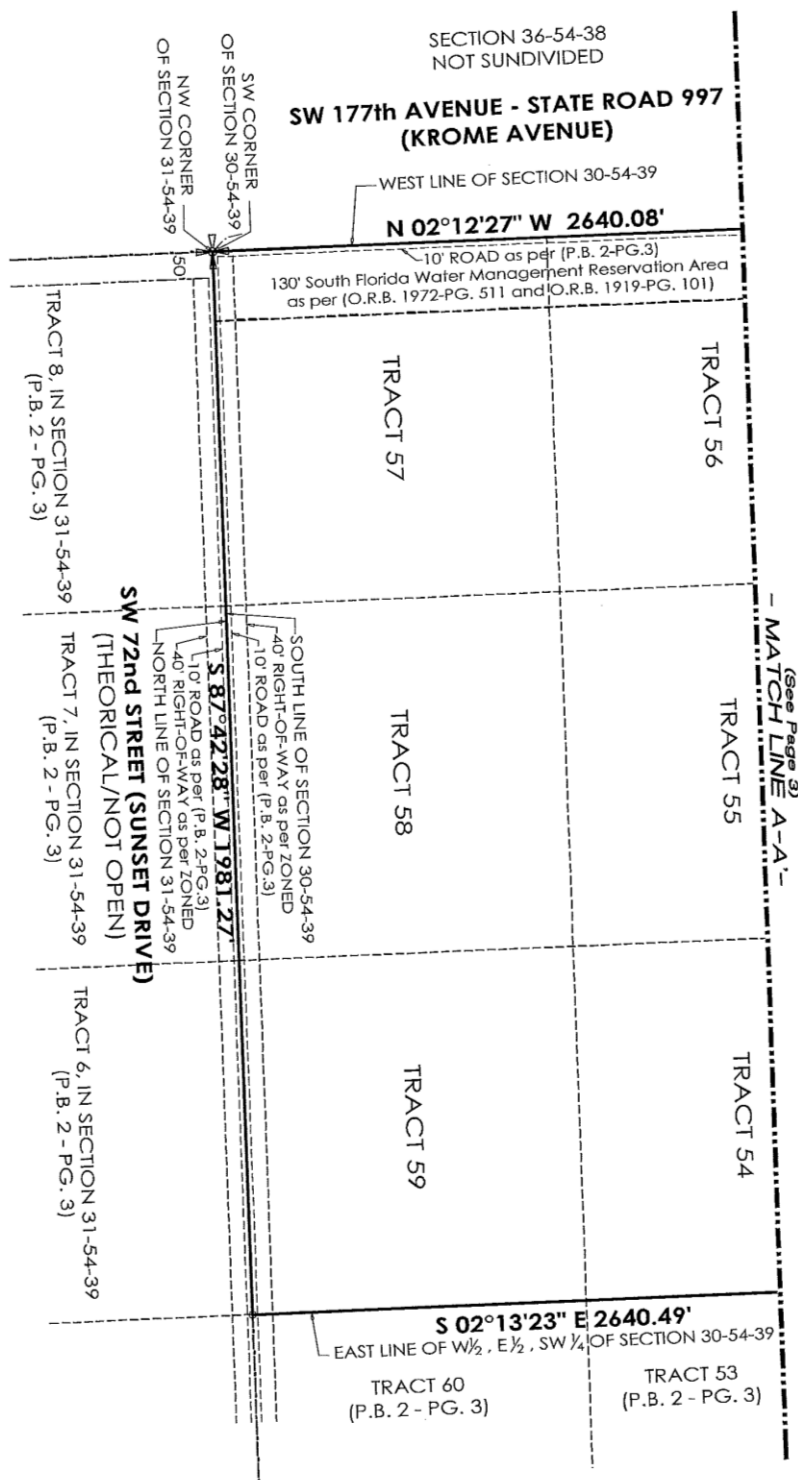 SECTION 36-54-38
NOT SUNDIVIDED
SW 177th AVENUE - STATE ROAD 997
(KROME AVENUE)
SW CORNER
OF SECTION 30-54-39
NW CORNER
OF SECTION 31-54-39
WEST LINE OF SECTION 30-54-39
N 02°12'27" W 2640.08'
10' ROAD as per (P.B. 2-PG.3)
130' South Florida Water Management Reservation Area
as per (O.R.B. 1972-PG. 511 and O.R.B. 1919-PG. 101)
50'
TRACT 8, IN SECTION 31-54-39
(P.B. 2 - PG. 3)
TRACT 57
TRACT 56
(See Page 3)
- MATCH LINE A-A'-
SOUTH LINE OF SECTION 30-54-39
40' RIGHT-OF-WAY as per ZONED
10' ROAD as per (P.B. 2-PG.3)
S 87°42'28" W 1981.27'
10' ROAD as per (P.B. 2-PG.3)
40' RIGHT-OF-WAY as per ZONED
NORTH LINE OF SECTION 31-54-39
SW 72nd STREET (SUNSET DRIVE)
(THEORICAL/NOT OPEN)
TRACT 7, IN SECTION 31-54-39
(P.B. 2 - PG. 3)
TRACT 58
TRACT 55
TRACT 6, IN SECTION 31-54-39
(P.B. 2 - PG. 3)
TRACT 59
TRACT 54
S 02°13'23" E 2640.49'
EAST LINE OF W½, E½, SW ¼ OF SECTION 30-54-39
TRACT 60
(P.B. 2 - PG. 3)
TRACT 53
(P.B. 2 - PG. 3)